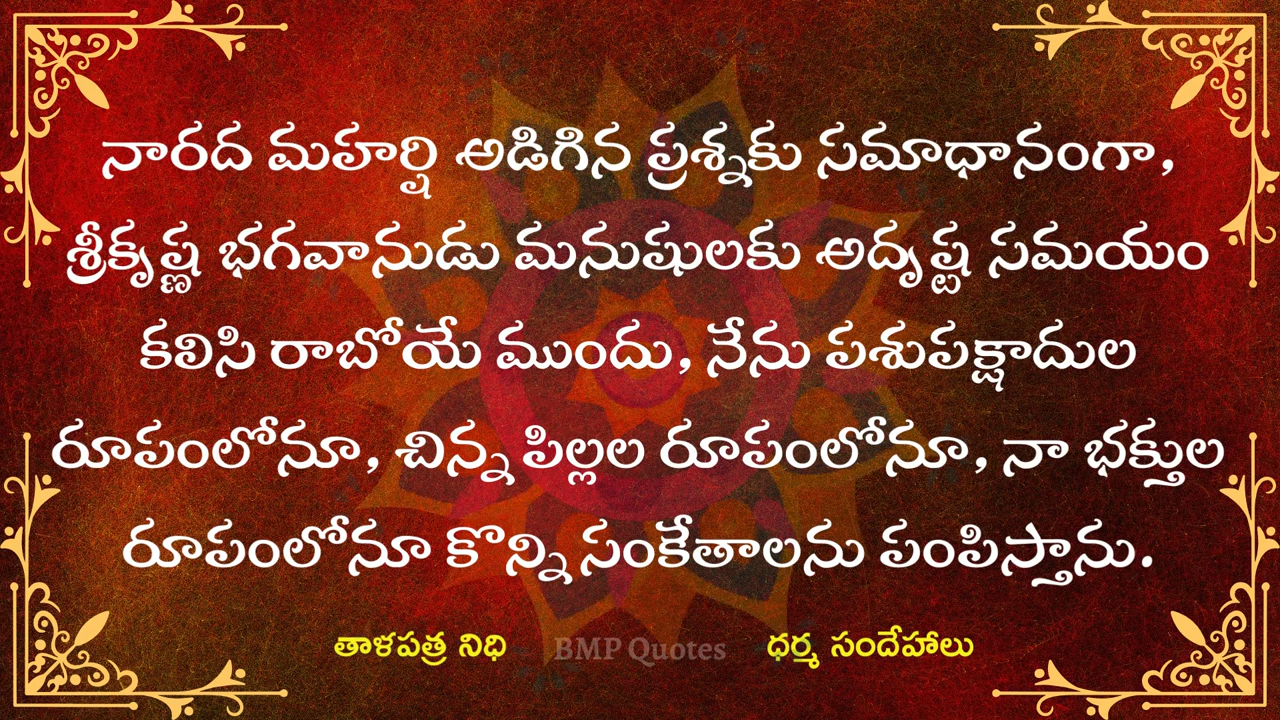 నారద మహర్షి అడిగిన ప్రశ్నకు సమాధానంగా,
శ్రీకృష్ణ భగవానుడు మనుషులకు అదృష్ట సమయం
కలిసి రాబోయే ముందు, నేను పశుపక్షాదుల
రూపంలోనూ, చిన్న పిల్లల రూపంలోనూ, నా భక్తుల
రూపంలోనూ కొన్ని సంకేతాలను పంపిస్తాను.
తాళపత్ర నిధి BMP Quotes ధర్మ సందేహాలు